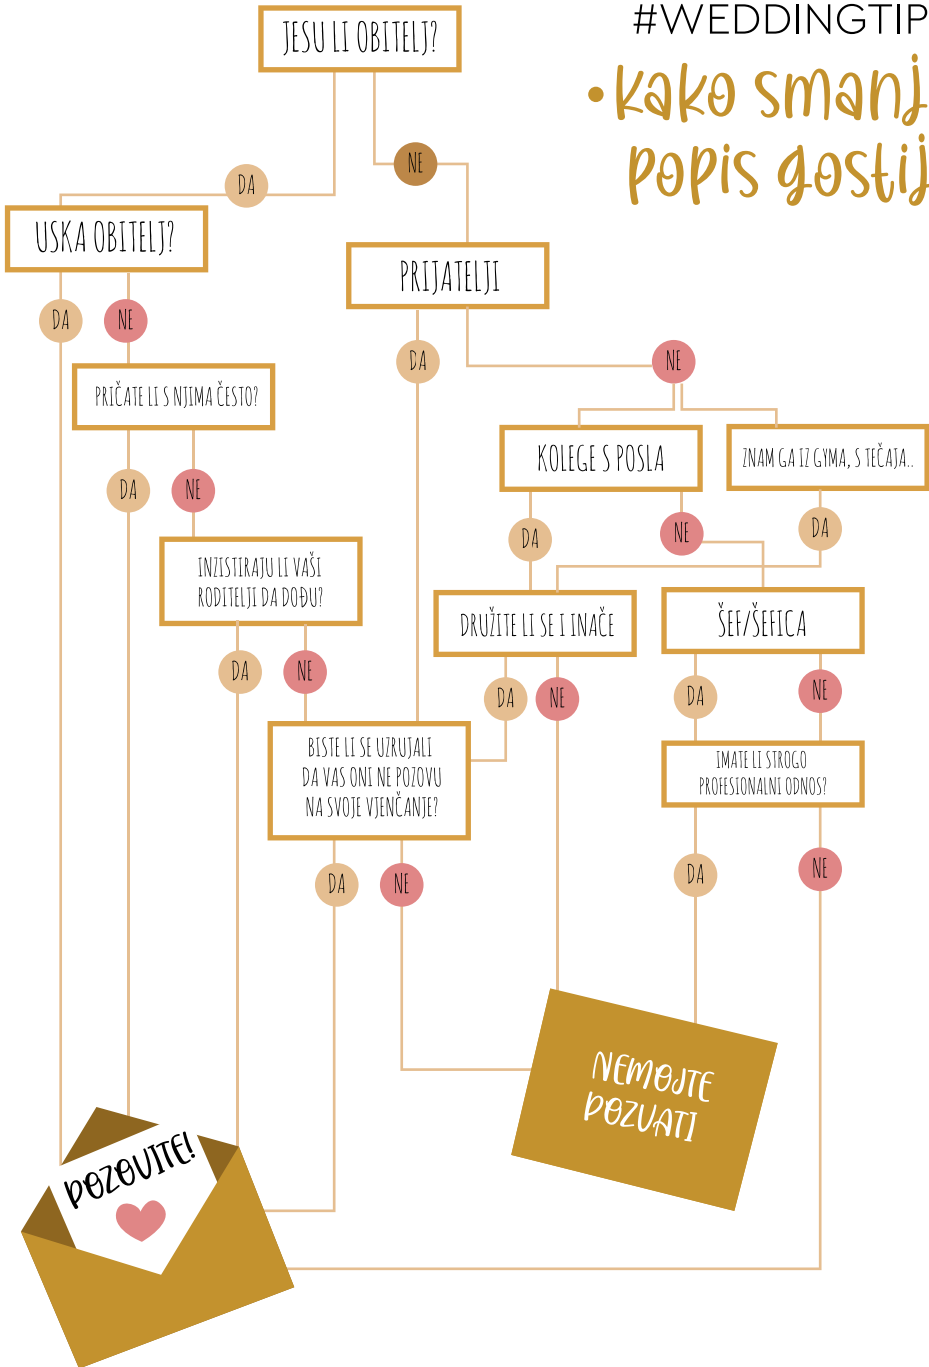 #WEDDINGTIP
• kako smanj
popis gostij
JESU LI OBITELJ?
DA
NE
USKA OBITELJ?
PRIJATELJI
DA
NE
DA
NE
PRIČATE LI S NJIMA ČESTO?
KOLEGE S POSLA
ZNAM GA IZ GYMA, S TEČAJA..
DA
NE
DA
NE
DA
INZISTIRAJU LI VAŠI
RODITELJI DA DOĐU?
DRUŽITE LI SE I INAČE
ŠEF/ŠEFICA
DA
NE
DA
NE
DA
NE
BISTE LI SE UZRUJALI
DA VAS ONI NE POZOVU
NA SVOJE VJENČANJE?
IMATE LI STROGO
PROFESIONALNI ODNOS?
DA
NE
DA
NE
NEMOJTE
POZVATI
POZOVITE!